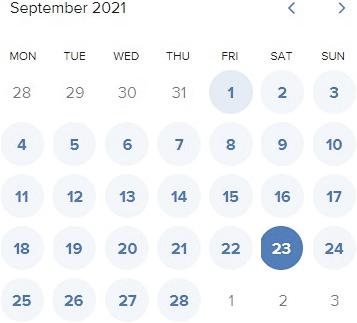 September 2021
MON TUE WED THU FRI SAT SUN
28 29 30 31 1 2 3
4 5 6 7 8 9 10
11 12 13 14 15 16 17
18 19 20 21 22 23 24
25 26 27 28 1 2 3